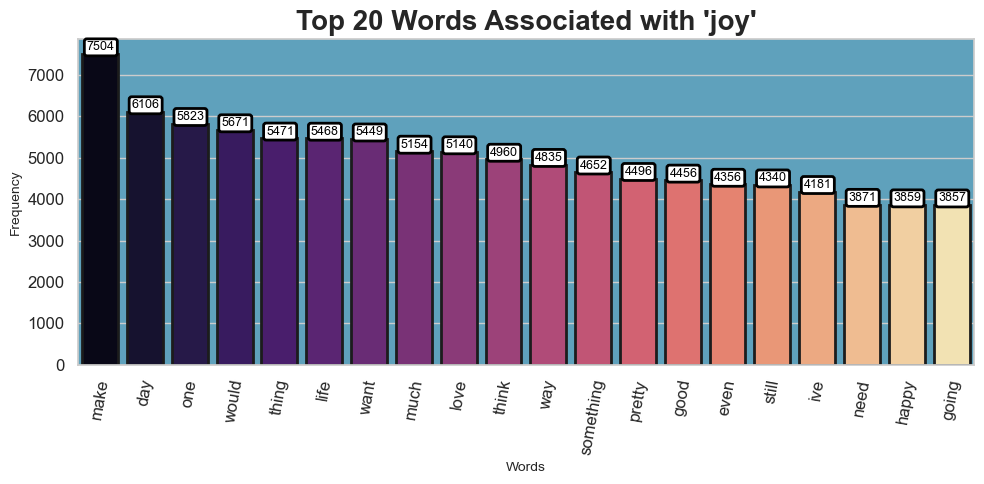 Top 20 Words Associated with 'joy'
Frequency
7000
6000
5000
4000
3000
2000
1000
0
7504
6106
5823
5671
5471
5468
5449
5154
5140
4960
4835
4652
4496
4456
4356
4340
4181
3871
3859
3857
make
day
one
would
thing
life
want
much
love
think
way
something
pretty
good
even
still
ive
need
happy
going
Words